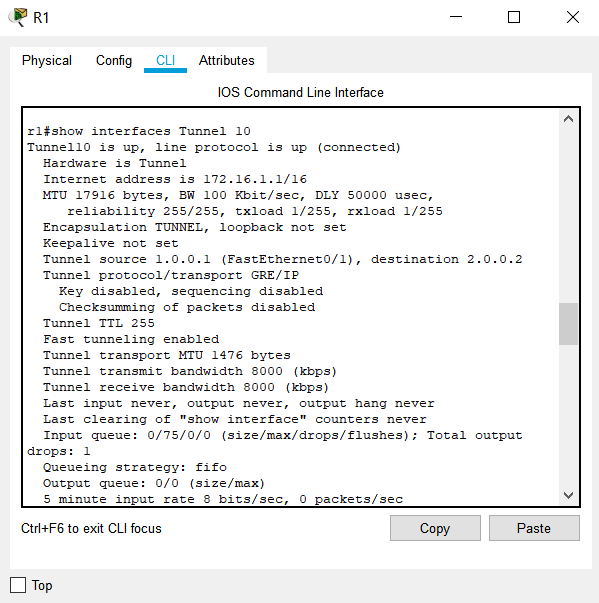 R1
Physical Config CLI Attributes
IOS Command Line Interface
r1#show interfaces Tunnel 10
Tunnel10 is up, line protocol is up (connected)
Hardware is Tunnel
Internet address is 172.16.1.1/16
MTU 17916 bytes, BW 100 Kbit/sec, DLY 50000 usec,
reliability 255/255, txload 1/255, rxload 1/255
Encapsulation TUNNEL, loopback not set
Keepalive not set
Tunnel source 1.0.0.1 (FastEthernet0/1), destination 2.0.0.2
Tunnel protocol/transport GRE/IP
Key disabled, sequencing disabled
Checksumming of packets disabled
Tunnel TTL 255
Fast tunneling enabled
Tunnel transport MTU 1476 bytes
Tunnel transmit bandwidth 8000 (kbps)
Tunnel receive bandwidth 8000 (kbps)
Last input never, output never, output hang never
Last clearing of "show interface" counters never
Input queue: 0/75/0/0 (size/max/drops/flushes); Total output
drops: 1
Queueing strategy: fifo
Output queue: 0/0 (size/max)
5 minute input rate 8 bits/sec, 0 packets/sec
Ctrl+F6 to exit CLI focus Copy Paste
Top